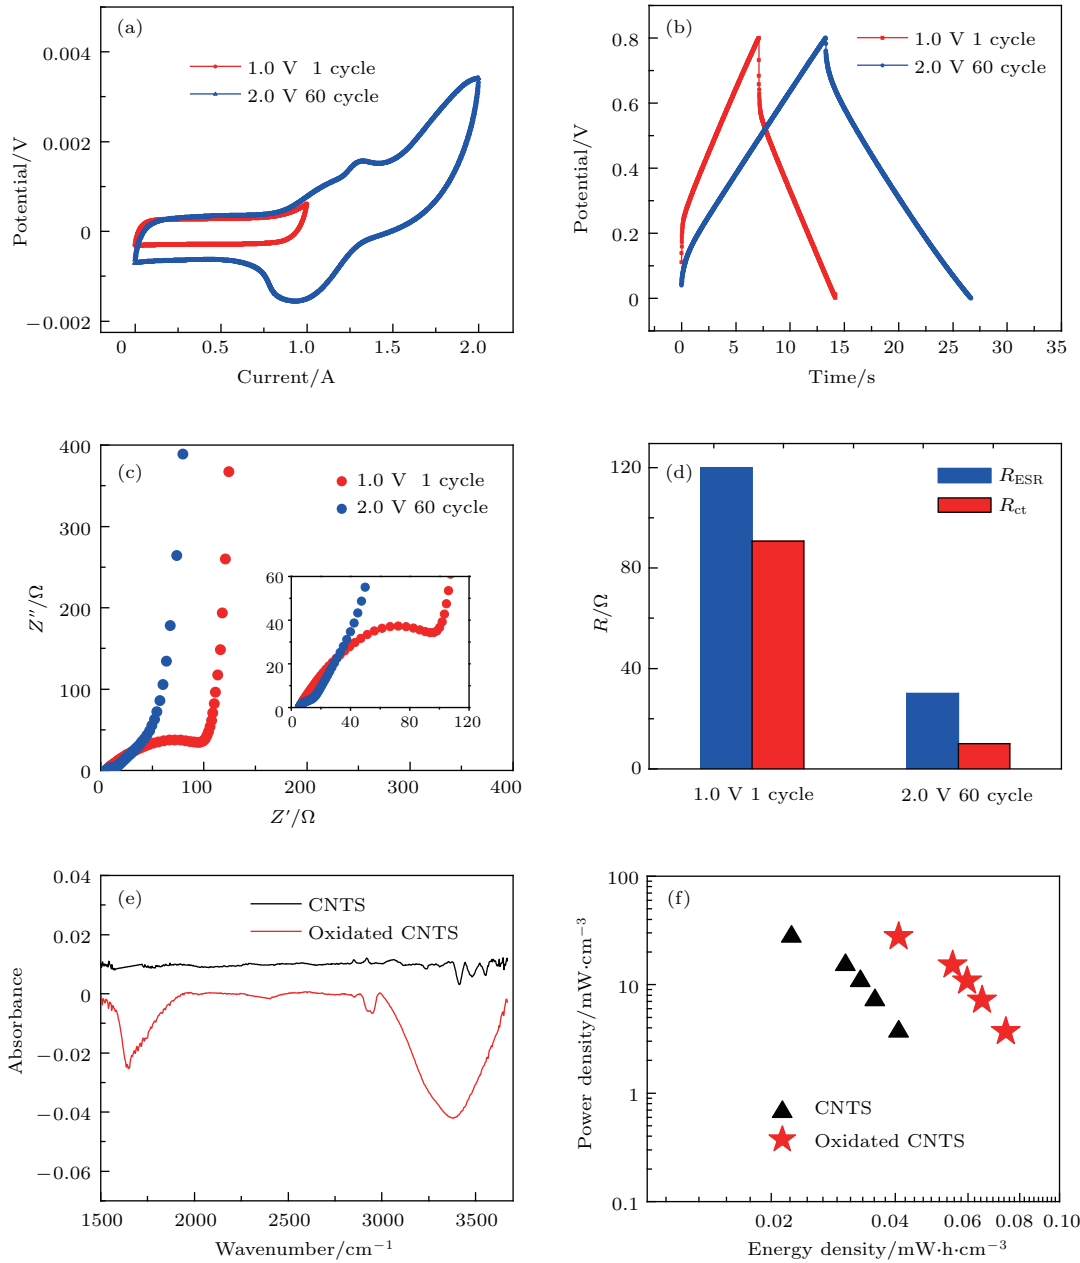 (a)
1.0 V 1 cycle
2.0 V 60 cycle
0.004
0.002
0
−0.002
Potential/V
0 0.5 1.0 1.5 2.0
Current/A
(b)
1.0 V 1 cycle
2.0 V 60 cycle
0.8
0.6
0.4
0.2
0
Potential/V
0 5 10 15 20 25 30 35
Time/s
(c)
1.0 V 1 cycle
2.0 V 60 cycle
400
400
300
200
100
0
Z″/Ω
60
40
20
0
0 40 80 120
0 100 200 300 400
Z′/Ω
(d)
R_ESR
R_ct
120
80
40
0
R/Ω
1.0 V 1 cycle
2.0 V 60 cycle
(e)
CNTS
Oxidated CNTS
0.04
0.02
0
−0.02
−0.04
−0.06
Absorbance
1500 2000 2500 3000 3500
Wavenumber/cm⁻¹
(f)
CNTS
Oxidated CNTS
100
10
1
0.1
Power density/mW·cm⁻³
0.02 0.04 0.06 0.08 0.10
Energy density/mW·h·cm⁻³